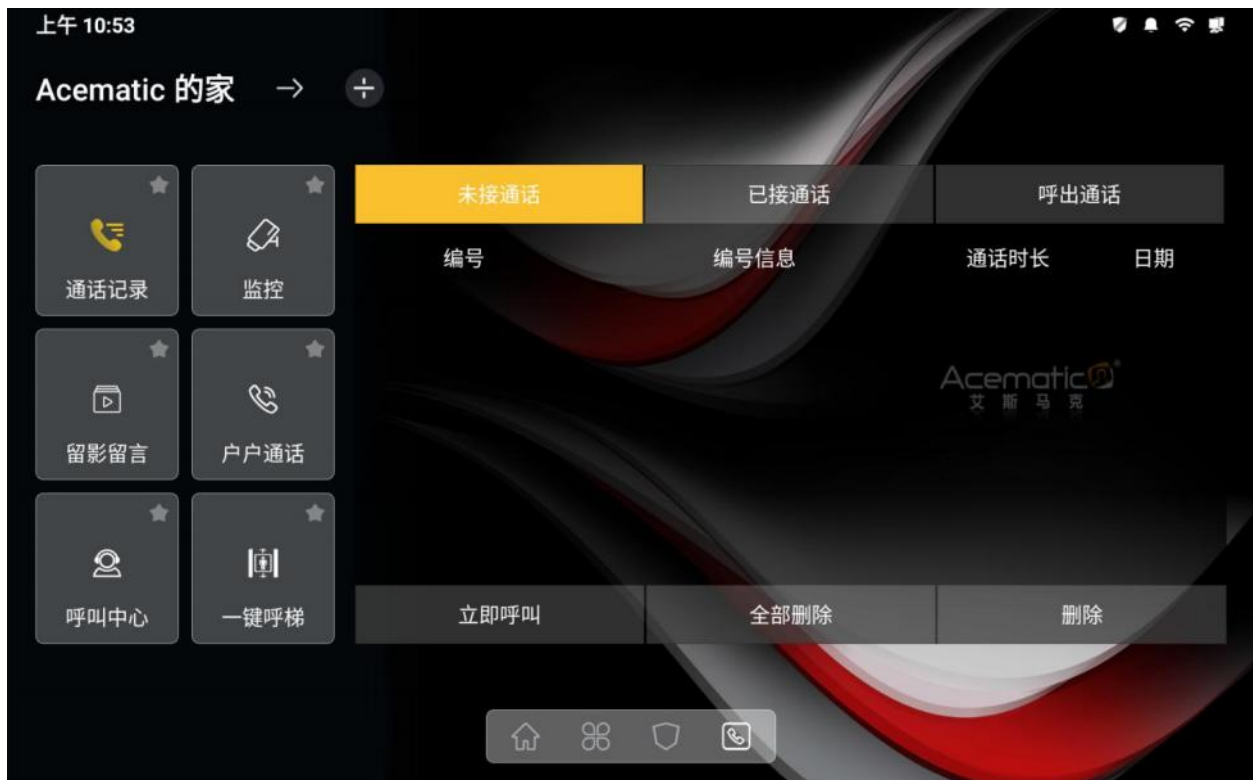 上午 10:53
Acematic 的家
通话记录
监控
留影留言
户户通话
呼叫中心
一键呼梯
未接通话
已接通话
呼出通话
编号
编号信息
通话时长
日期
Acematic
艾斯马克
立即呼叫
全部删除
删除